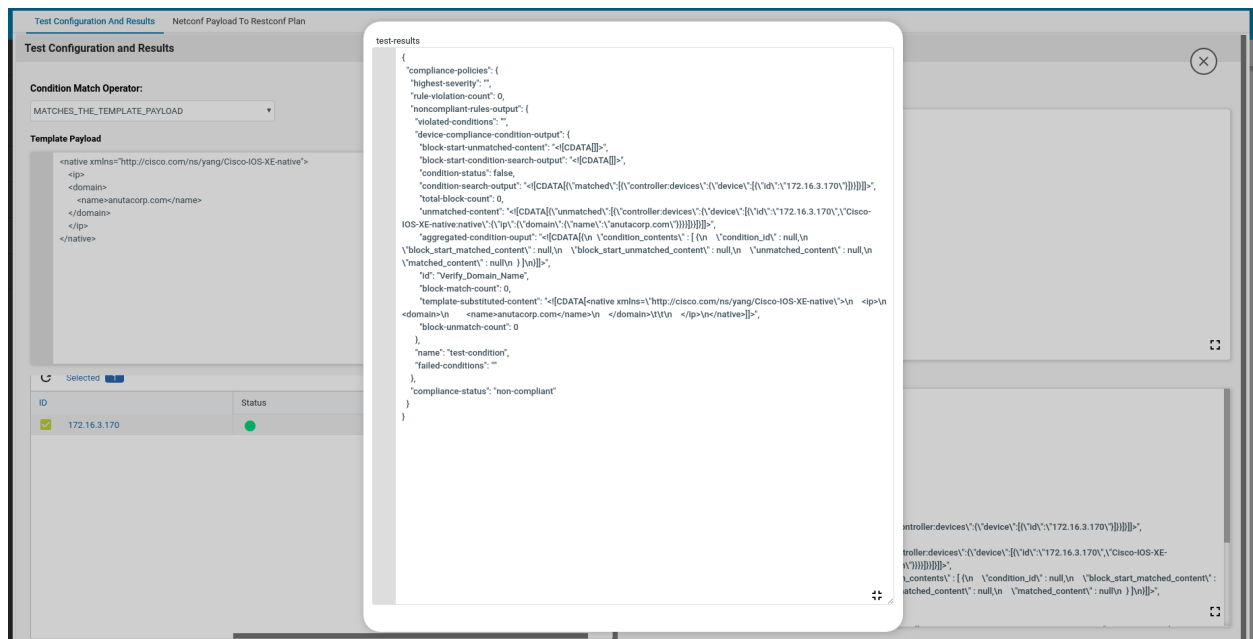 Test Configuration And Results
Netconf Payload To Restconf Plan
Test Configuration and Results
Condition Match Operator:
MATCHES_THE_TEMPLATE_PAYLOAD
Template Payload
<native xmlns="http://cisco.com/ns/yang/Cisco-IOS-XE-native">
<ip>
<domain>
<name>anutacorp.com</name>
</domain>
</ip>
</native>
Selected 1
ID Status
172.16.3.170
test-results
{
"compliance-policies": {
"highest-severity": "",
"rule-violation-count": 0,
"noncompliant-rules-output": {
"violated-conditions": "",
"device-compliance-condition-output": {
"block-start-unmatched-content": "<![CDATA[]]>",
"block-start-condition-search-output": "<![CDATA[]]>",
"condition-status": false,
"condition-search-output": "<![CDATA[{\"matched\":[{\"controller:devices\":{\"device\":[{\"id\":\"172.16.3.170\"}]}}]}]]>",
"total-block-count": 0,
"unmatched-content": "<![CDATA[{\"unmatched\":[{\"controller:devices\":{\"device\":[{\"id\":\"172.16.3.170\",\"Cisco-
IOS-XE-native:native\":{\"ip\":{\"domain\":{\"name\":\"anutacorp.com\"}}}}]}}]}]]>",
"aggregated-condition-ouput": "<![CDATA[{\n  \"condition_contents\" : [ {\n    \"condition_id\" : null,\n
\"block_start_matched_content\" : null,\n    \"block_start_unmatched_content\" : null,\n    \"unmatched_content\" : null,\n
\"matched_content\" : null\n  } ]\n}]]>",
"id": "Verify_Domain_Name",
"block-match-count": 0,
"template-substituted-content": "<![CDATA[<native xmlns=\"http://cisco.com/ns/yang/Cisco-IOS-XE-native\">\n    <ip>\n
<domain>\n        <name>anutacorp.com</name>\n    </domain>\t\t\n    </ip>\n</native>]]>",
"block-unmatch-count": 0
},
"name": "test-condition",
"failed-conditions": ""
},
"compliance-status": "non-compliant"
}
}
ontroller:devices\":{\"device\":[{\"id\":\"172.16.3.170\"}]}}]}]]>",
troller:devices\":{\"device\":[{\"id\":\"172.16.3.170\",\"Cisco-IOS-XE-
\"}}}}]}}]}]]>",
n_contents\" : [ {\n    \"condition_id\" : null,\n    \"block_start_matched_content\" :
atched_content\" : null,\n    \"matched_content\" : null\n  } ]\n}]]>",